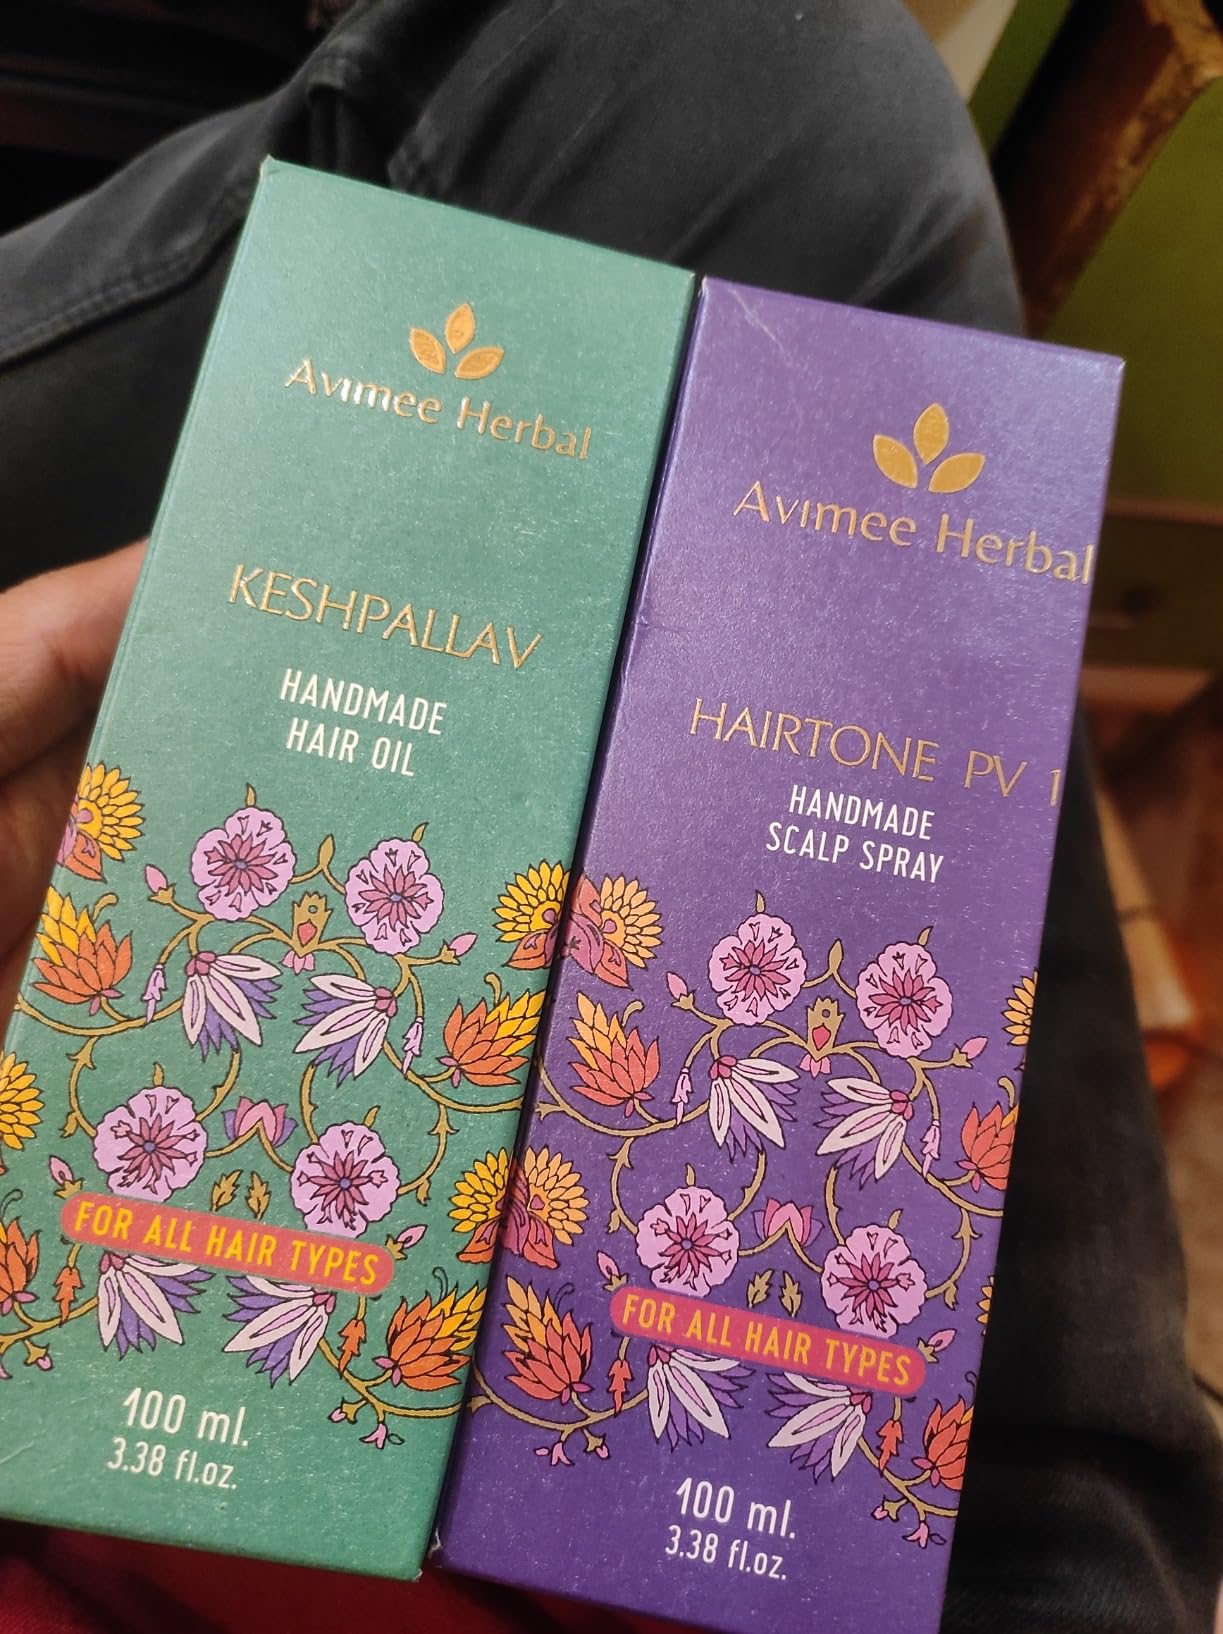 Avimee Herbal
KESHPALLAV
HANDMADE
HAIR OIL
FOR ALL HAIR TYPES
100 ml.
3.38 fl.oz.
Avimee Herbal
HAIRTONE PV 1
HANDMADE
SCALP SPRAY
FOR ALL HAIR TYPES
100 ml.
3.38 fl.oz.